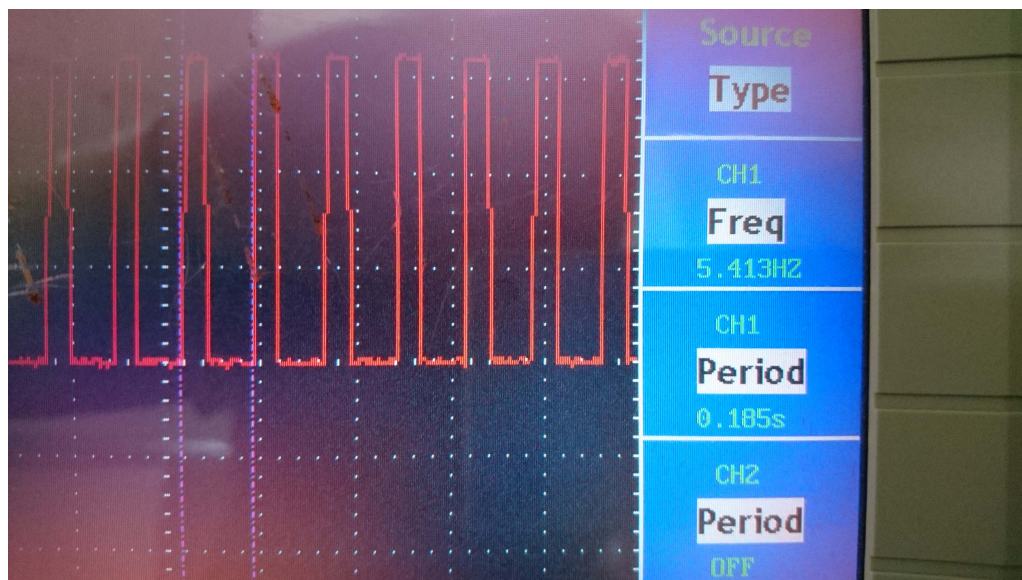 Source
Type
CH1
Freq
5.413HZ
CH1
Period
0.185s
CH2
Period
OFF